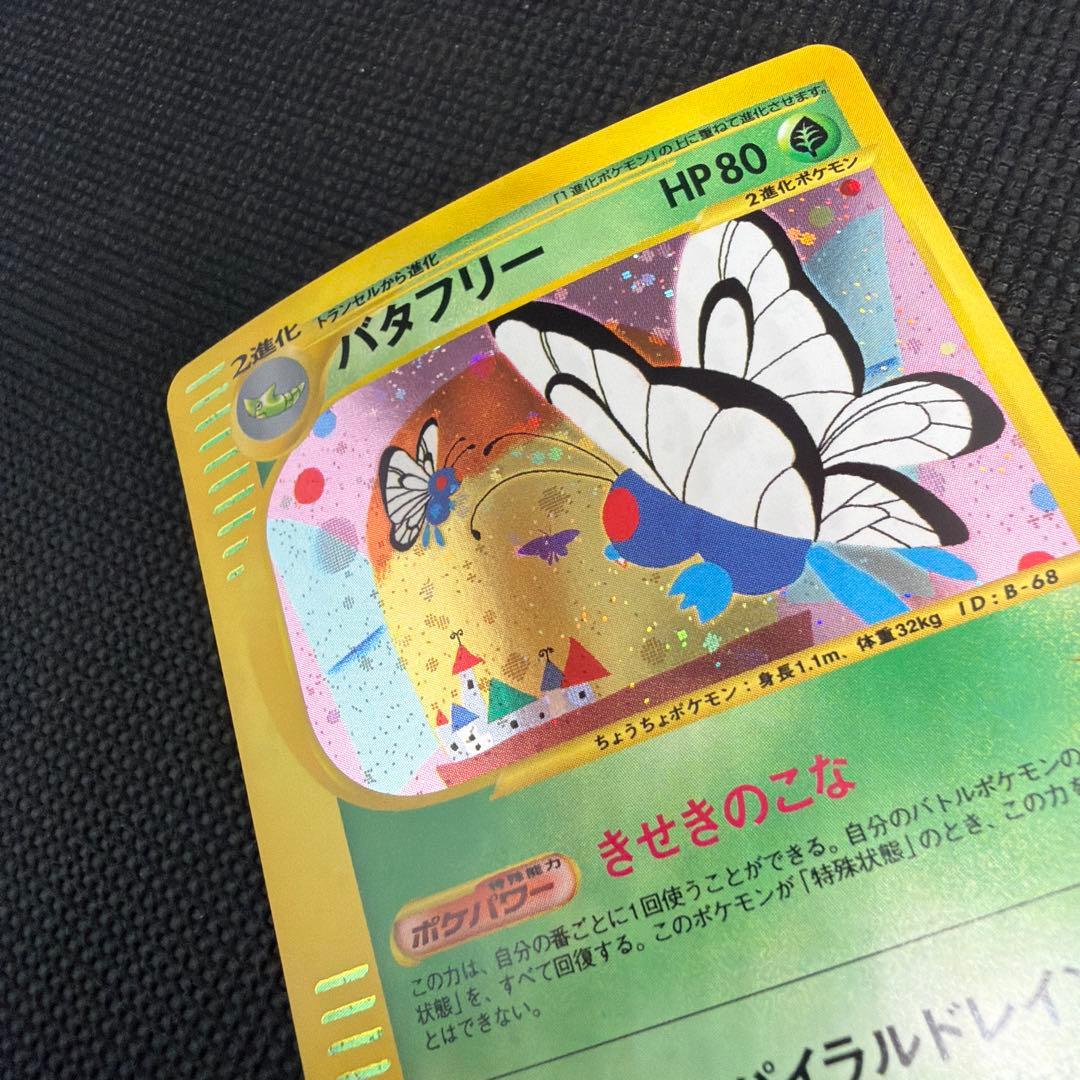 「1進化ポケモン」の上に重ねて進化させます。
2進化 トランセルから進化
バタフリー HP80
2進化ポケモン
ちょうちょポケモン：身長1.1m、体重32kg ID：B-68
特殊能力
ポケパワー きせきのこな
この力は、自分の番ごとに1回使うことができる。自分のバトルポケモンの
状態」を、すべて回復する。このポケモンが「特殊状態」のとき、この力を
とはできない。
パイラルドレイン